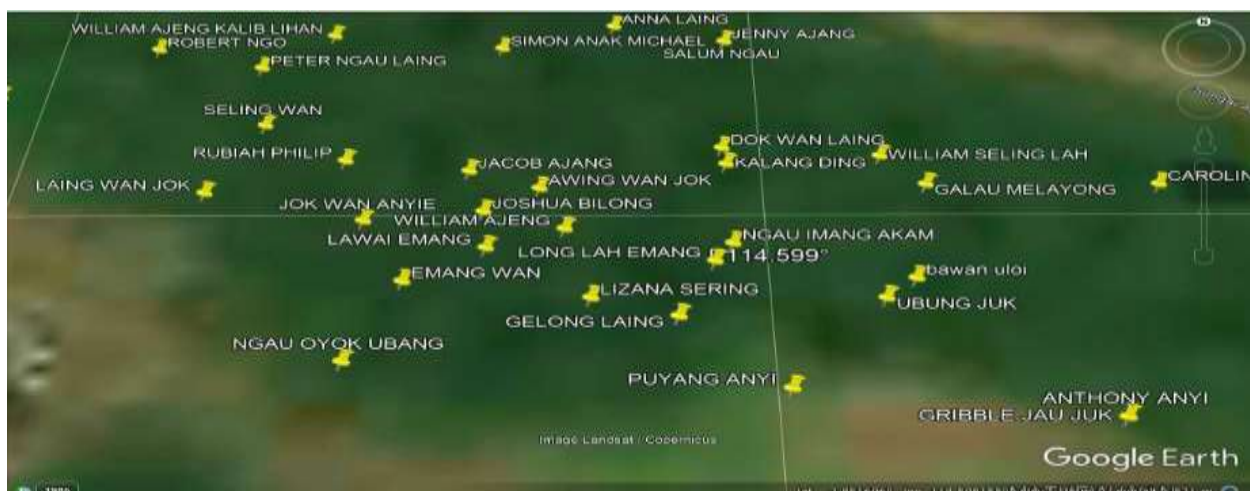 ANNA LAING
WILLIAM AJENG KALIB LIHAN
JENNY AJANG
ROBERT NGO
SIMON ANAK MICHAEL
SALUM NGAU
PETER NGAU LAING
SELING WAN
DOK WAN LAING
RUBIAH PHILIP
WILLIAM SELING LAH
JACOB AJANG
KALANG DING
LAING WAN JOK
AWING WAN JOK
GALAU MELAYONG
CAROLIN
JOK WAN ANYIE
JOSHUA BILONG
WILLIAM AJENG
LAWAI EMANG
NGAU IMANG AKAM
LONG LAH EMANG
114.599°
EMANG WAN
bawan uloi
LIZANA SERING
UBUNG JUK
GELONG LAING
NGAU OYOK UBANG
PUYANG ANYI
ANTHONY ANYI
GRIBBLE JAU JUK
Image Landsat / Copernicus
Google Earth
N